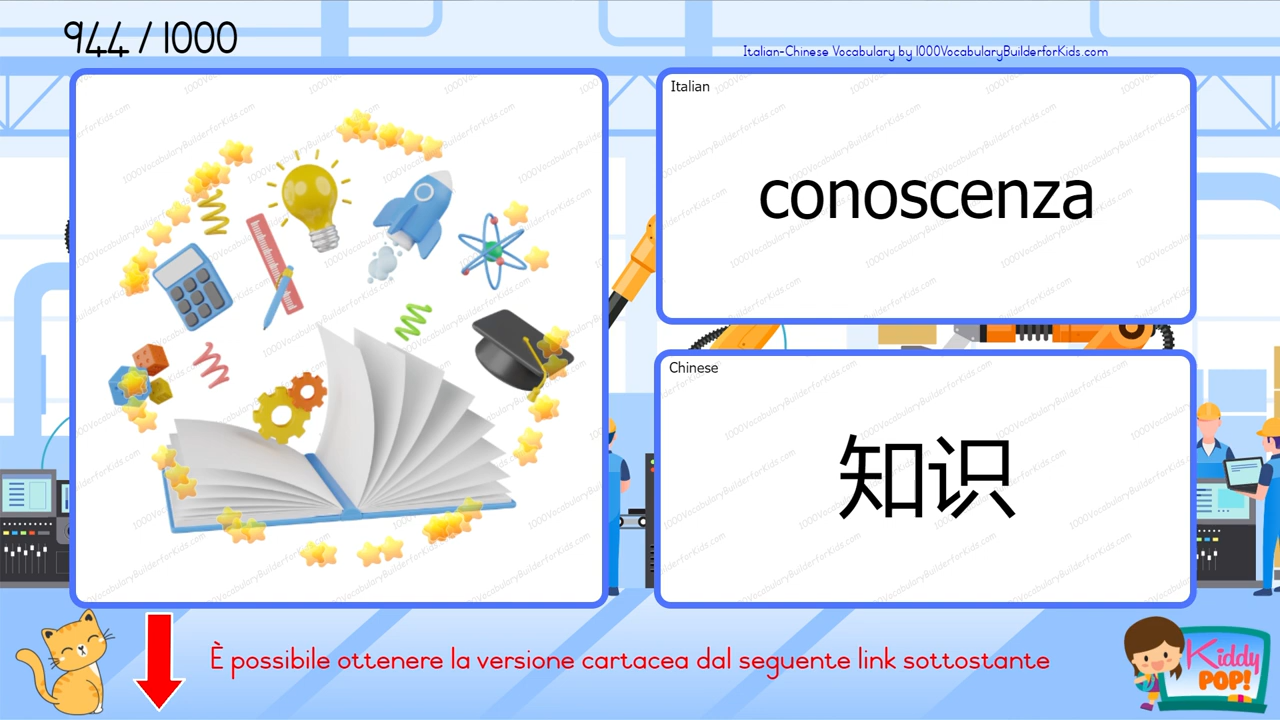 944 / 1000
Italian-Chinese Vocabulary by 1000VocabularyBuilderforKids.com
Italian
conoscenza
Chinese
知识
È possibile ottenere la versione cartacea dal seguente link sottostante
Kiddy
POP!